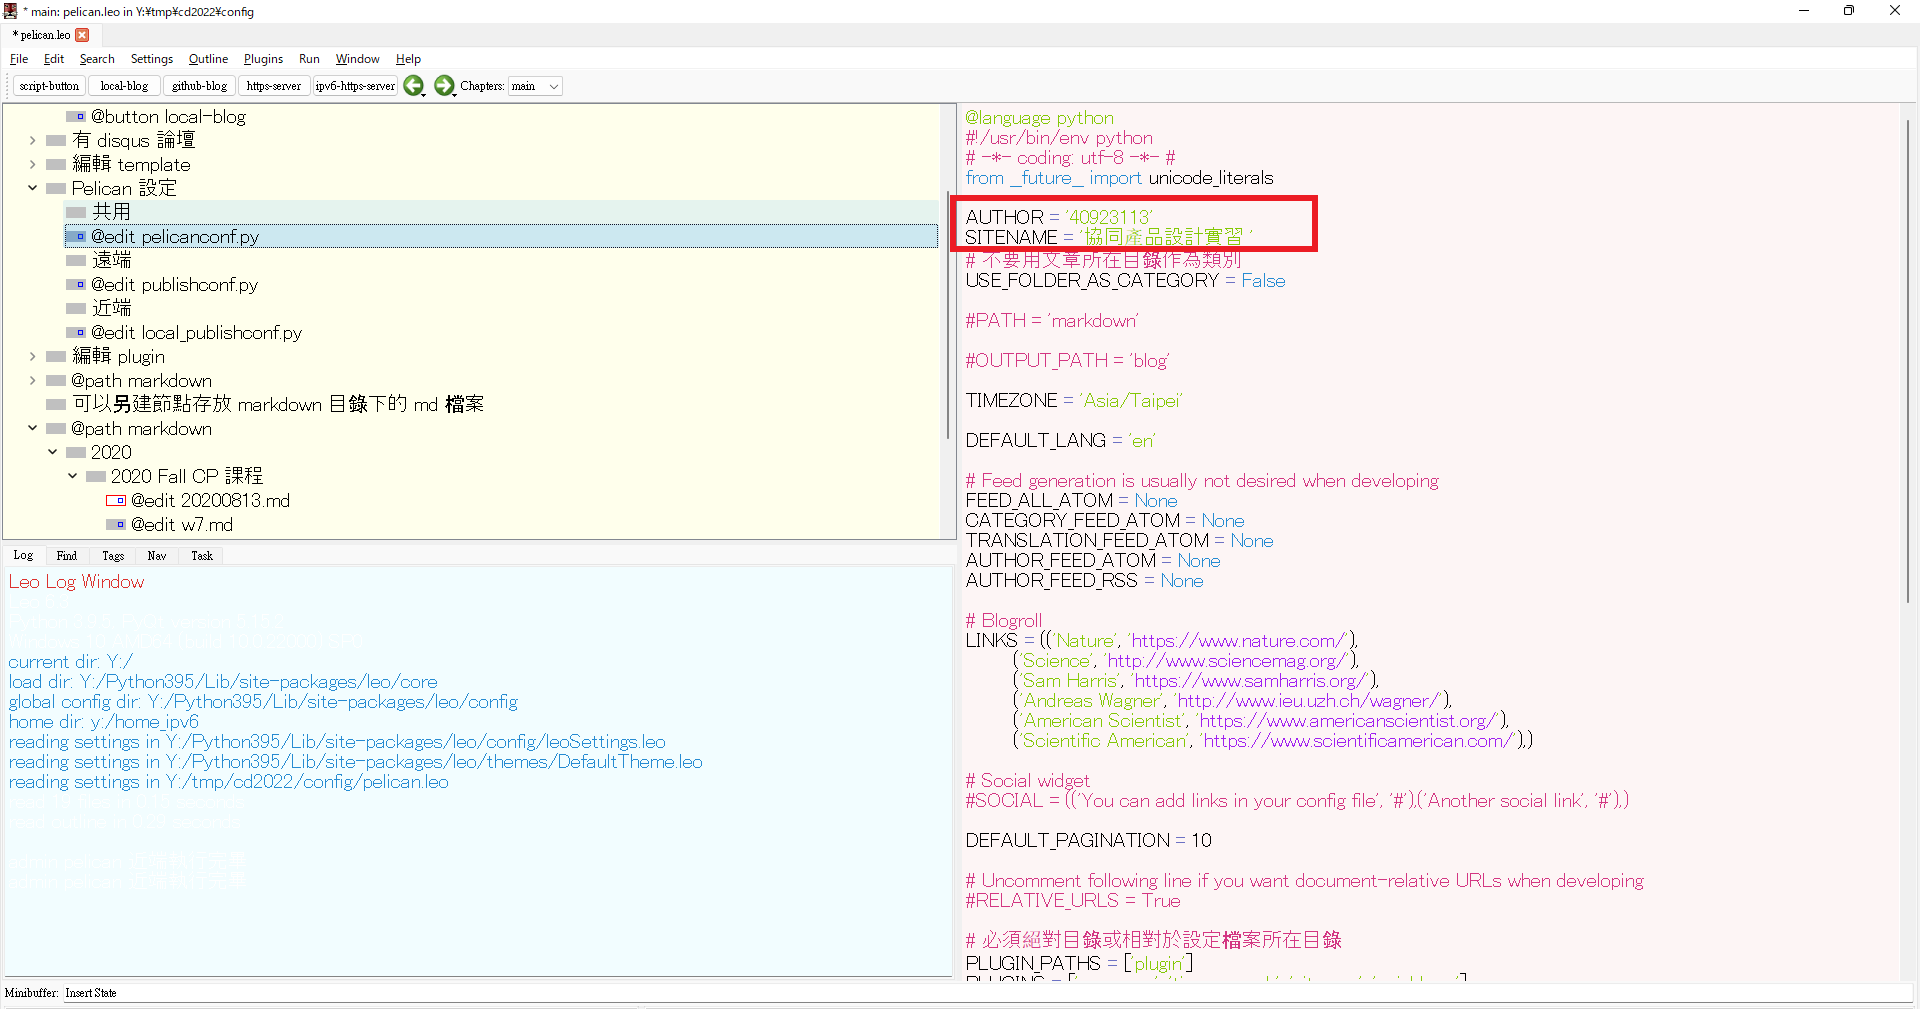 * main: pelican.leo in Y:¥tmp¥cd2022¥config
* pelican.leo
File Edit Search Settings Outline Plugins Run Window Help
script-button local-blog github-blog https-server ipv6-https-server Chapters: main
@button local-blog
有 disqus 論壇
編輯 template
Pelican 設定
共用
@edit pelicanconf.py
遠端
@edit publishconf.py
近端
@edit local_publishconf.py
編輯 plugin
@path markdown
可以另建節點存放 markdown 目錄下的 md 檔案
@path markdown
2020
2020 Fall CP 課程
@edit 20200813.md
@edit w7.md
Log Find Tags Nav Task
Leo Log Window
current dir: Y:/
load dir: Y:/Python395/Lib/site-packages/leo/core
global config dir: Y:/Python395/Lib/site-packages/leo/config
home dir: y:/home_ipv6
reading settings in Y:/Python395/Lib/site-packages/leo/config/leoSettings.leo
reading settings in Y:/Python395/Lib/site-packages/leo/themes/DefaultTheme.leo
reading settings in Y:/tmp/cd2022/config/pelican.leo
@language python
#!/usr/bin/env python
# -*- coding: utf-8 -*- #
from __future__ import unicode_literals
AUTHOR = '40923113'
SITENAME = '協同產品設計實習 '
# 不要用文章所在目錄作為類別
USE_FOLDER_AS_CATEGORY = False
#PATH = 'markdown'
#OUTPUT_PATH = 'blog'
TIMEZONE = 'Asia/Taipei'
DEFAULT_LANG = 'en'
# Feed generation is usually not desired when developing
FEED_ALL_ATOM = None
CATEGORY_FEED_ATOM = None
TRANSLATION_FEED_ATOM = None
AUTHOR_FEED_ATOM = None
AUTHOR_FEED_RSS = None
# Blogroll
LINKS = (('Nature', 'https://www.nature.com/'),
('Science', 'http://www.sciencemag.org/'),
('Sam Harris', 'https://www.samharris.org/'),
('Andreas Wagner', 'http://www.ieu.uzh.ch/wagner/'),
('American Scientist', 'https://www.americanscientist.org/'),
('Scientific American', 'https://www.scientificamerican.com/'),)
# Social widget
#SOCIAL = (('You can add links in your config file', '#'),('Another social link', '#'),)
DEFAULT_PAGINATION = 10
# Uncomment following line if you want document-relative URLs when developing
#RELATIVE_URLS = True
# 必須絕對目錄或相對於設定檔案所在目錄
PLUGIN_PATHS = ['plugin']
Minibuffer: Insert State